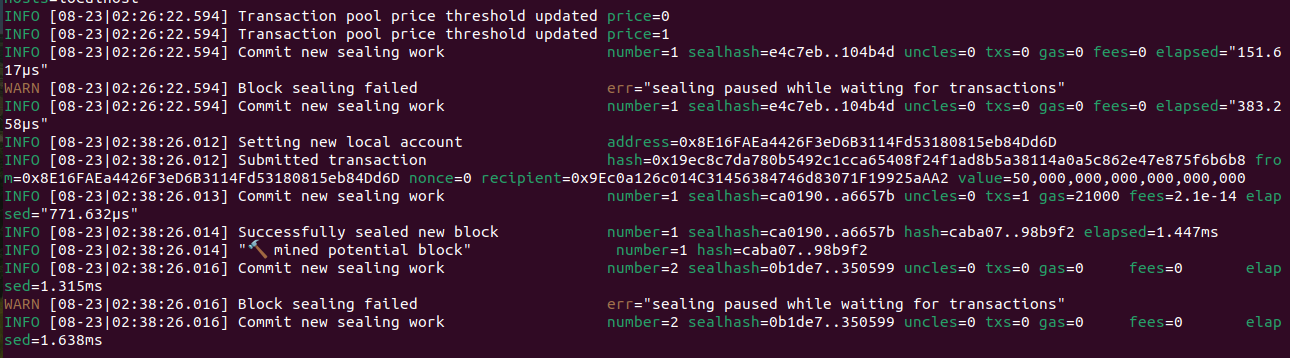 hosts=localhost
INFO [08-23|02:26:22.594] Transaction pool price threshold updated price=0
INFO [08-23|02:26:22.594] Transaction pool price threshold updated price=1
INFO [08-23|02:26:22.594] Commit new sealing work number=1 sealhash=e4c7eb..104b4d uncles=0 txs=0 gas=0 fees=0 elapsed="151.6
17µs"
WARN [08-23|02:26:22.594] Block sealing failed err="sealing paused while waiting for transactions"
INFO [08-23|02:26:22.594] Commit new sealing work number=1 sealhash=e4c7eb..104b4d uncles=0 txs=0 gas=0 fees=0 elapsed="383.2
58µs"
INFO [08-23|02:38:26.012] Setting new local account address=0x8E16FAEa4426F3eD6B3114Fd53180815eb84Dd6D
INFO [08-23|02:38:26.012] Submitted transaction hash=0x19ec8c7da780b5492c1cca65408f24f1ad8b5a38114a0a5c862e47e875f6b6b8 fro
m=0x8E16FAEa4426F3eD6B3114Fd53180815eb84Dd6D nonce=0 recipient=0x9Ec0a126c014C31456384746d83071F19925aAA2 value=50,000,000,000,000,000,000
INFO [08-23|02:38:26.013] Commit new sealing work number=1 sealhash=ca0190..a6657b uncles=0 txs=1 gas=21000 fees=2.1e-14 elap
sed="771.632µs"
INFO [08-23|02:38:26.014] Successfully sealed new block number=1 sealhash=ca0190..a6657b hash=caba07..98b9f2 elapsed=1.447ms
INFO [08-23|02:38:26.014] "🔨 mined potential block" number=1 hash=caba07..98b9f2
INFO [08-23|02:38:26.016] Commit new sealing work number=2 sealhash=0b1de7..350599 uncles=0 txs=0 gas=0 fees=0 elap
sed=1.315ms
WARN [08-23|02:38:26.016] Block sealing failed err="sealing paused while waiting for transactions"
INFO [08-23|02:38:26.016] Commit new sealing work number=2 sealhash=0b1de7..350599 uncles=0 txs=0 gas=0 fees=0 elap
sed=1.638ms